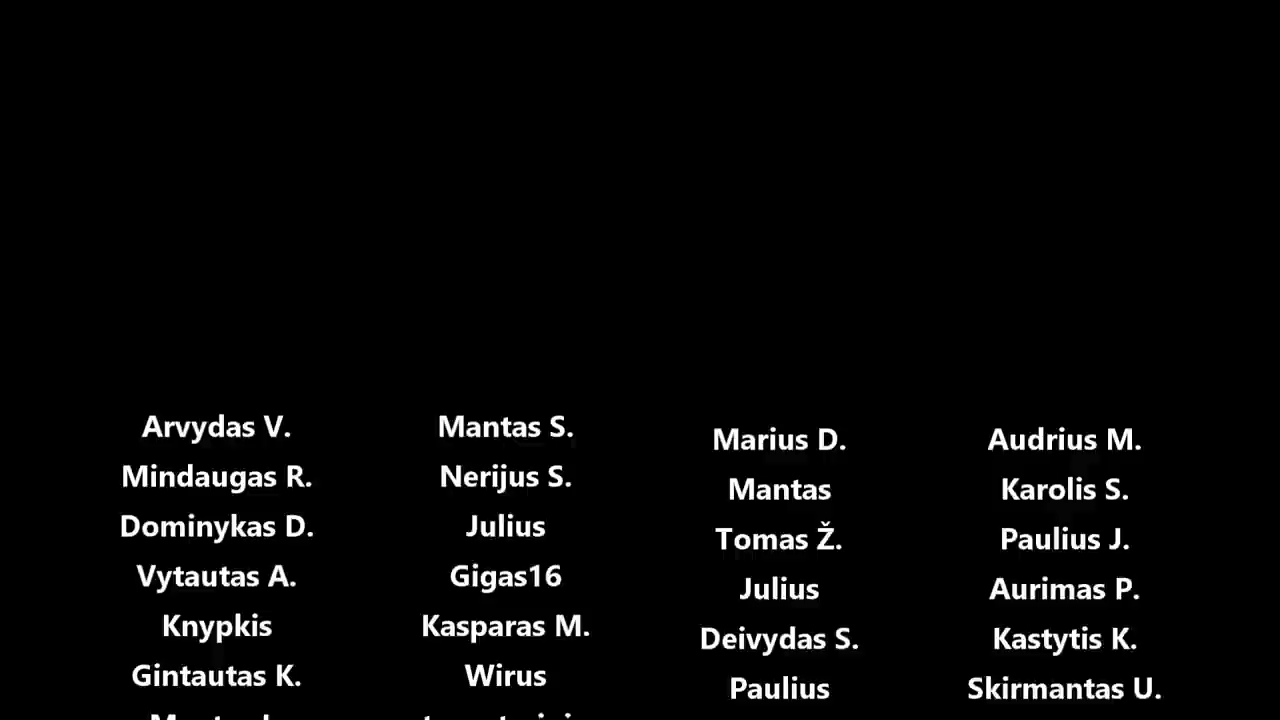 Arvydas V.
Mindaugas R.
Dominykas D.
Vytautas A.
Knypkis
Gintautas K.
Mantas S.
Nerijus S.
Julius
Gigas16
Kasparas M.
Wirus
Marius D.
Mantas
Tomas Ž.
Julius
Deivydas S.
Paulius
Audrius M.
Karolis S.
Paulius J.
Aurimas P.
Kastytis K.
Skirmantas U.